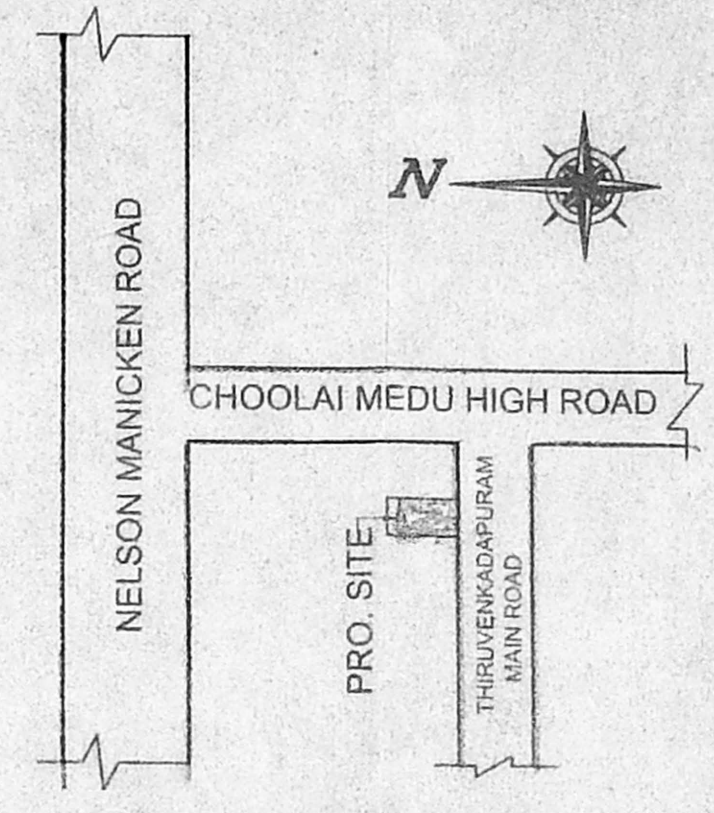 N
NELSON MANICKEN ROAD
CHOOLAI MEDU HIGH ROAD
PRO. SITE
THIRUVENKADAPURAM
MAIN ROAD